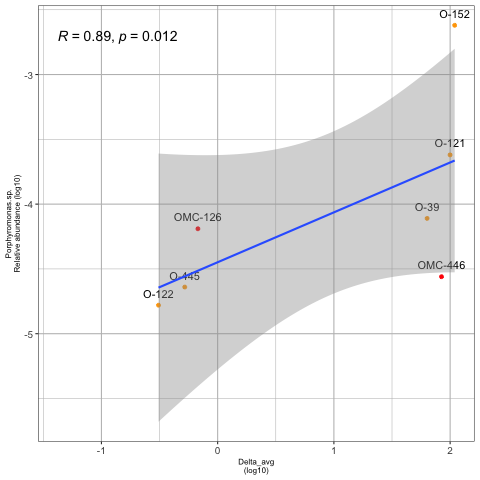 O-152
R = 0.89, p = 0.012
-3
O-121
-4
OMC-126
O-39
OMC-446
O-445
O-122
-5
-1
0
1
2
Porphyromonas.sp.
Relative abundance (log10)
Delta_avg
(log10)